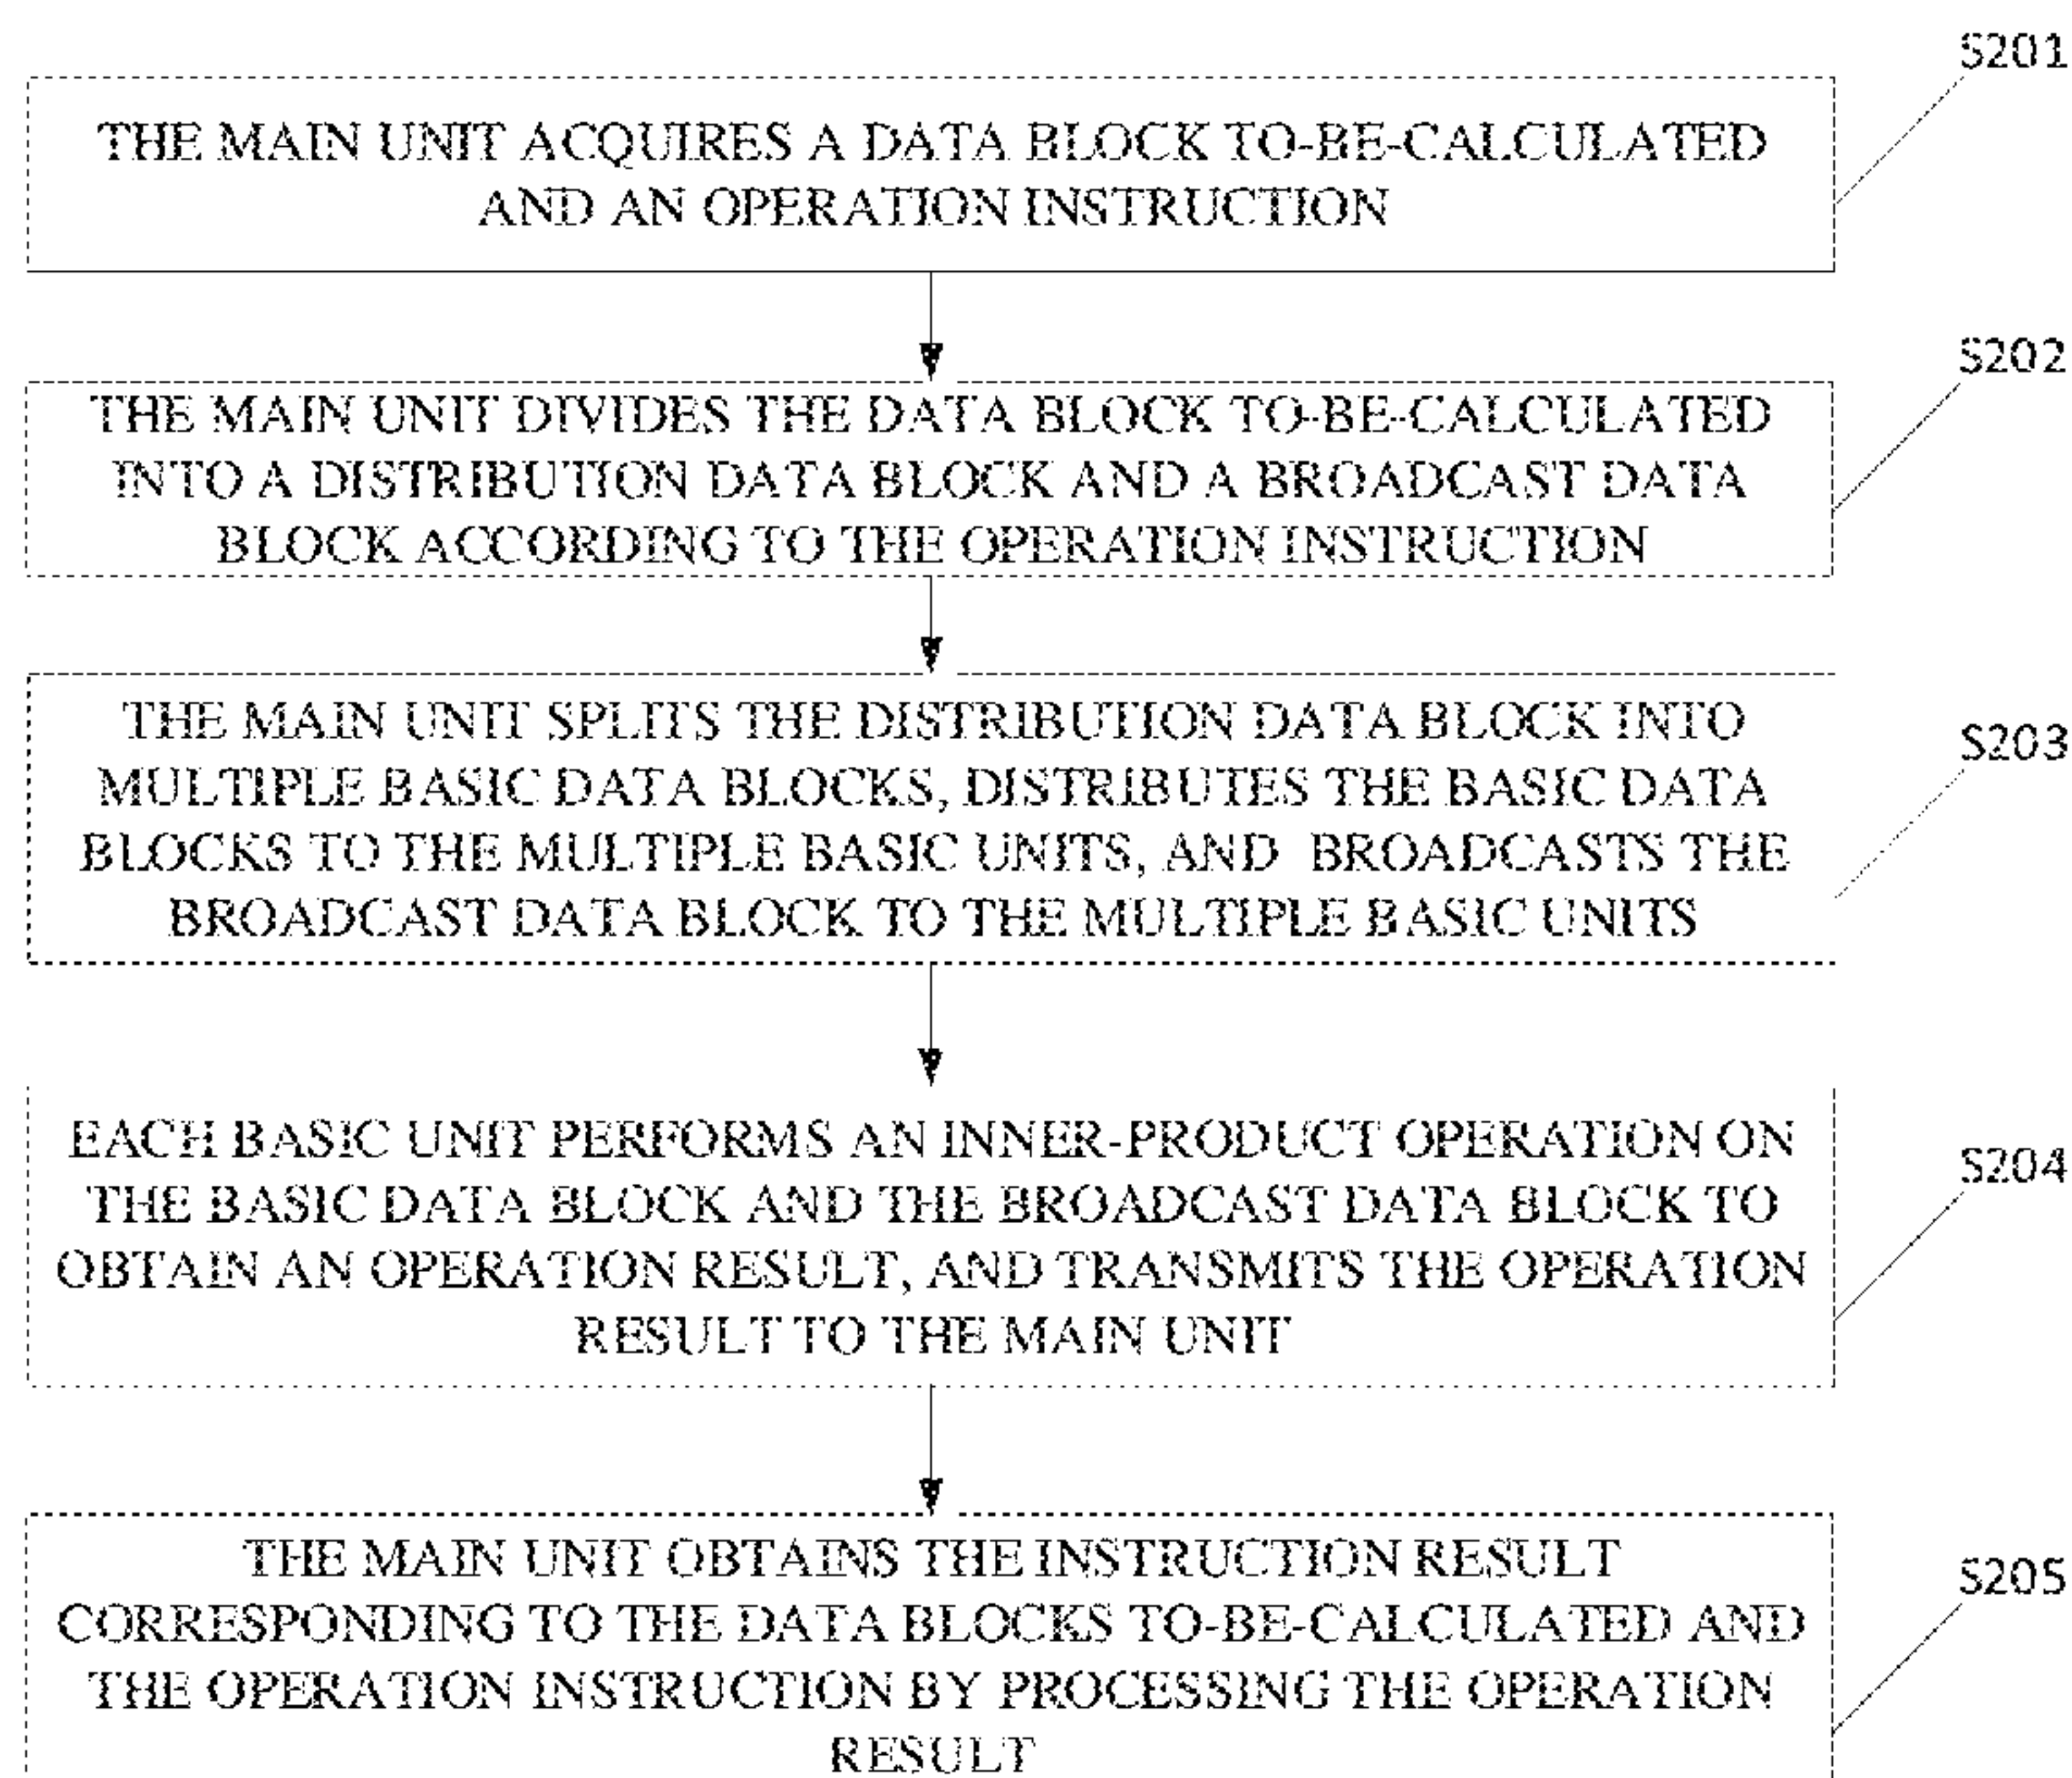 S201
THE MAIN UNIT ACQUIRES A DATA BLOCK TO-BE-CALCULATED
AND AN OPERATION INSTRUCTION
S202
THE MAIN UNIT DIVIDES THE DATA BLOCK TO-BE-CALCULATED
INTO A DISTRIBUTION DATA BLOCK AND A BROADCAST DATA
BLOCK ACCORDING TO THE OPERATION INSTRUCTION
S203
THE MAIN UNIT SPLITS THE DISTRIBUTION DATA BLOCK INTO
MULTIPLE BASIC DATA BLOCKS, DISTRIBUTES THE BASIC DATA
BLOCKS TO THE MULTIPLE BASIC UNITS, AND BROADCASTS THE
BROADCAST DATA BLOCK TO THE MULTIPLE BASIC UNITS
S204
EACH BASIC UNIT PERFORMS AN INNER-PRODUCT OPERATION ON
THE BASIC DATA BLOCK AND THE BROADCAST DATA BLOCK TO
OBTAIN AN OPERATION RESULT, AND TRANSMITS THE OPERATION
RESULT TO THE MAIN UNIT
S205
THE MAIN UNIT OBTAINS THE INSTRUCTION RESULT
CORRESPONDING TO THE DATA BLOCKS TO-BE-CALCULATED AND
THE OPERATION INSTRUCTION BY PROCESSING THE OPERATION
RESULT